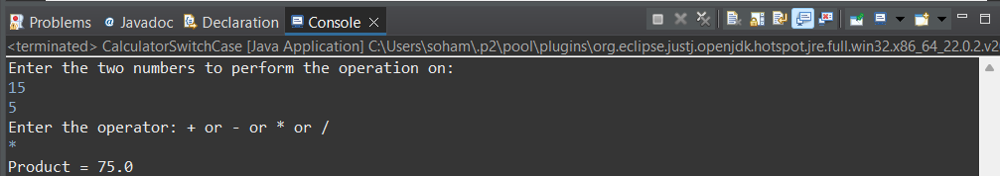 Problems @ Javadoc Declaration Console
<terminated> CalculatorSwitchCase [Java Application] C:\Users\soham\.p2\pool\plugins\org.eclipse.justj.openjdk.hotspot.jre.full.win32.x86_64_22.0.2.v2
Enter the two numbers to perform the operation on:
15
5
Enter the operator: + or - or * or /
*
Product = 75.0